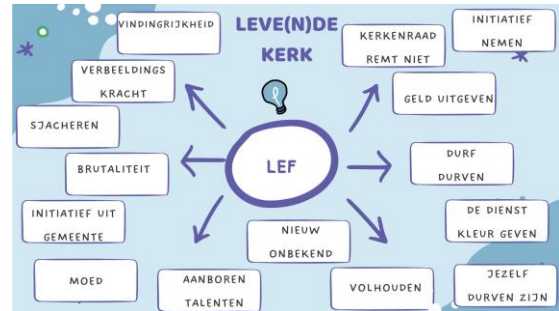 LEVE(N)DE
KERK
VINDINGRIJKHEID
VERBEELDINGS
KRACHT
SJACHEREN
BRUTALITEIT
INITIATIEF UIT
GEMEENTE
MOED
AANBOREN
TALENTEN
LEF
NIEUW
ONBEKEND
KERKENRAAD
REMT NIET
INITIATIEF
NEMEN
GELD UITGEVEN
DURF
DURVEN
DE DIENST
KLEUR GEVEN
VOLHOUDEN
JEZELF
DURVEN ZIJN